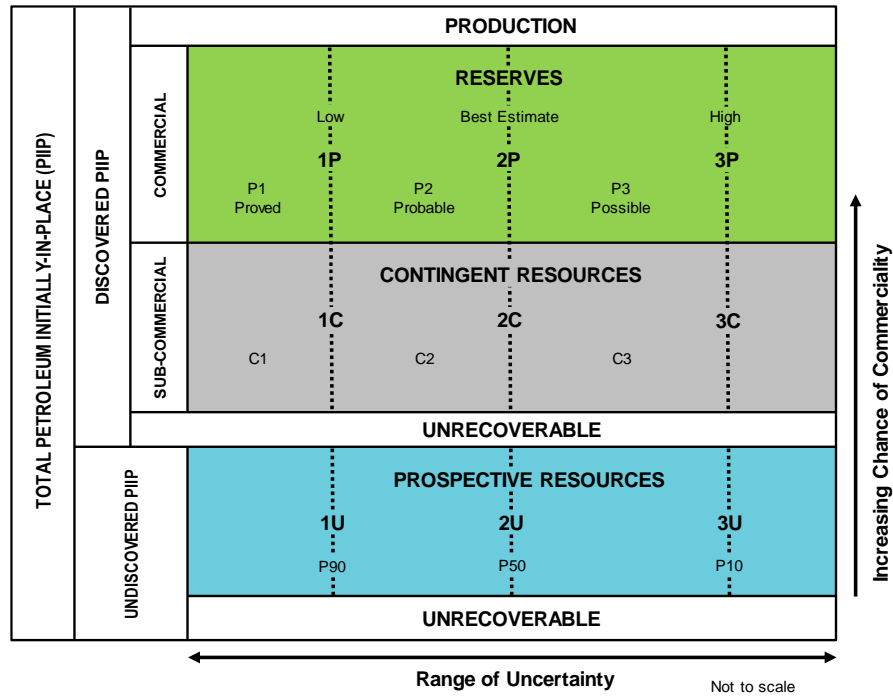 TOTAL PETROLEUM INITIALLY-IN-PLACE (PIIP)
DISCOVERED PIIP
UNDISCOVERED PIIP
COMMERCIAL
SUB-COMMERCIAL
PRODUCTION
RESERVES
Low Best Estimate High
1P 2P 3P
P1 P2 P3
Proved Probable Possible
CONTINGENT RESOURCES
1C 2C 3C
C1 C2 C3
UNRECOVERABLE
PROSPECTIVE RESOURCES
1U 2U 3U
P90 P50 P10
UNRECOVERABLE
Increasing Chance of Commerciality
Range of Uncertainty
Not to scale